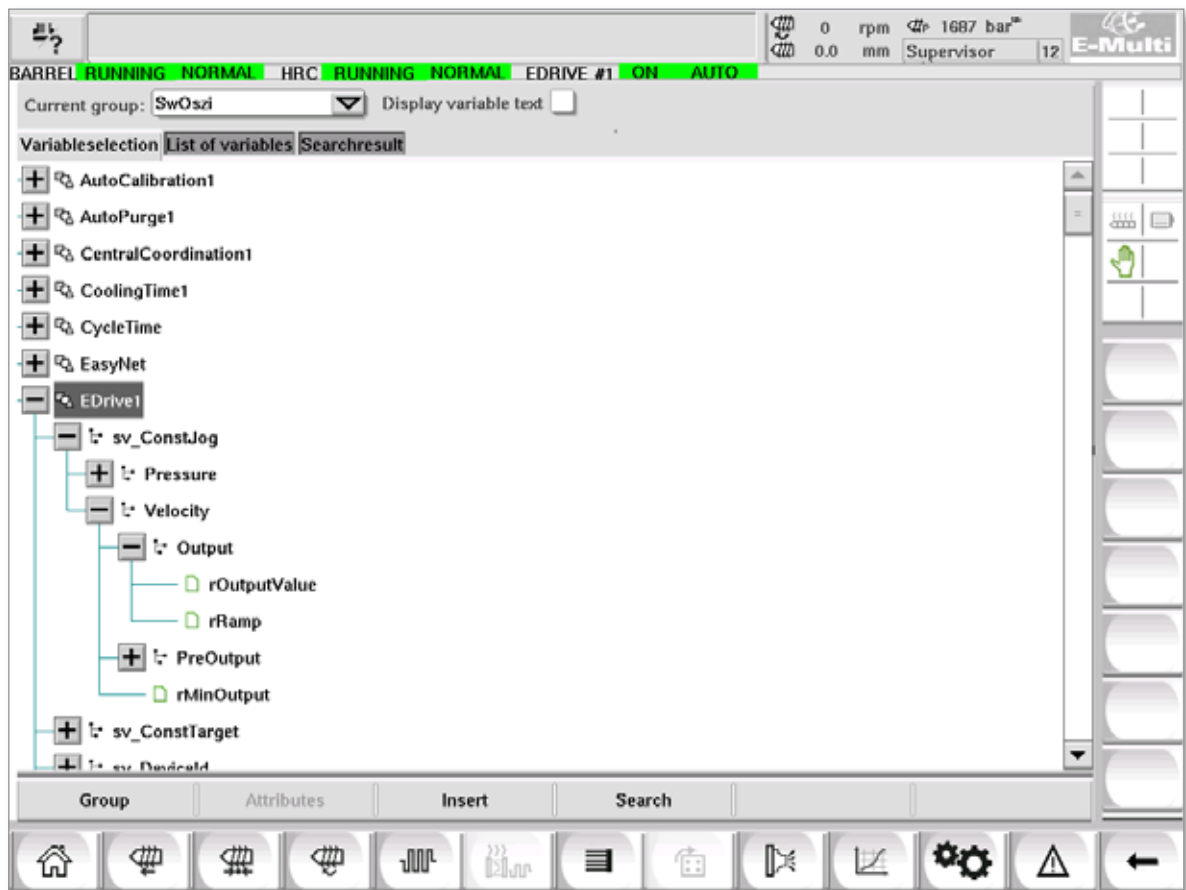 ?
0 rpm 1687 bar
E-Multi
0.0 mm Supervisor 12
BARREL RUNNING NORMAL HRC RUNNING NORMAL EDRIVE #1 ON AUTO
Current group: SwOszi Display variable text
Variableselection List of variables Searchresult
AutoCalibration1
AutoPurge1
CentralCoordination1
CoolingTime1
CycleTime
EasyNet
EDrive1
sv_ConstJog
Pressure
Velocity
Output
rOutputValue
rRamp
PreOutput
rMinOutput
sv_ConstTarget
sv_DeviceId
Group Attributes Insert Search